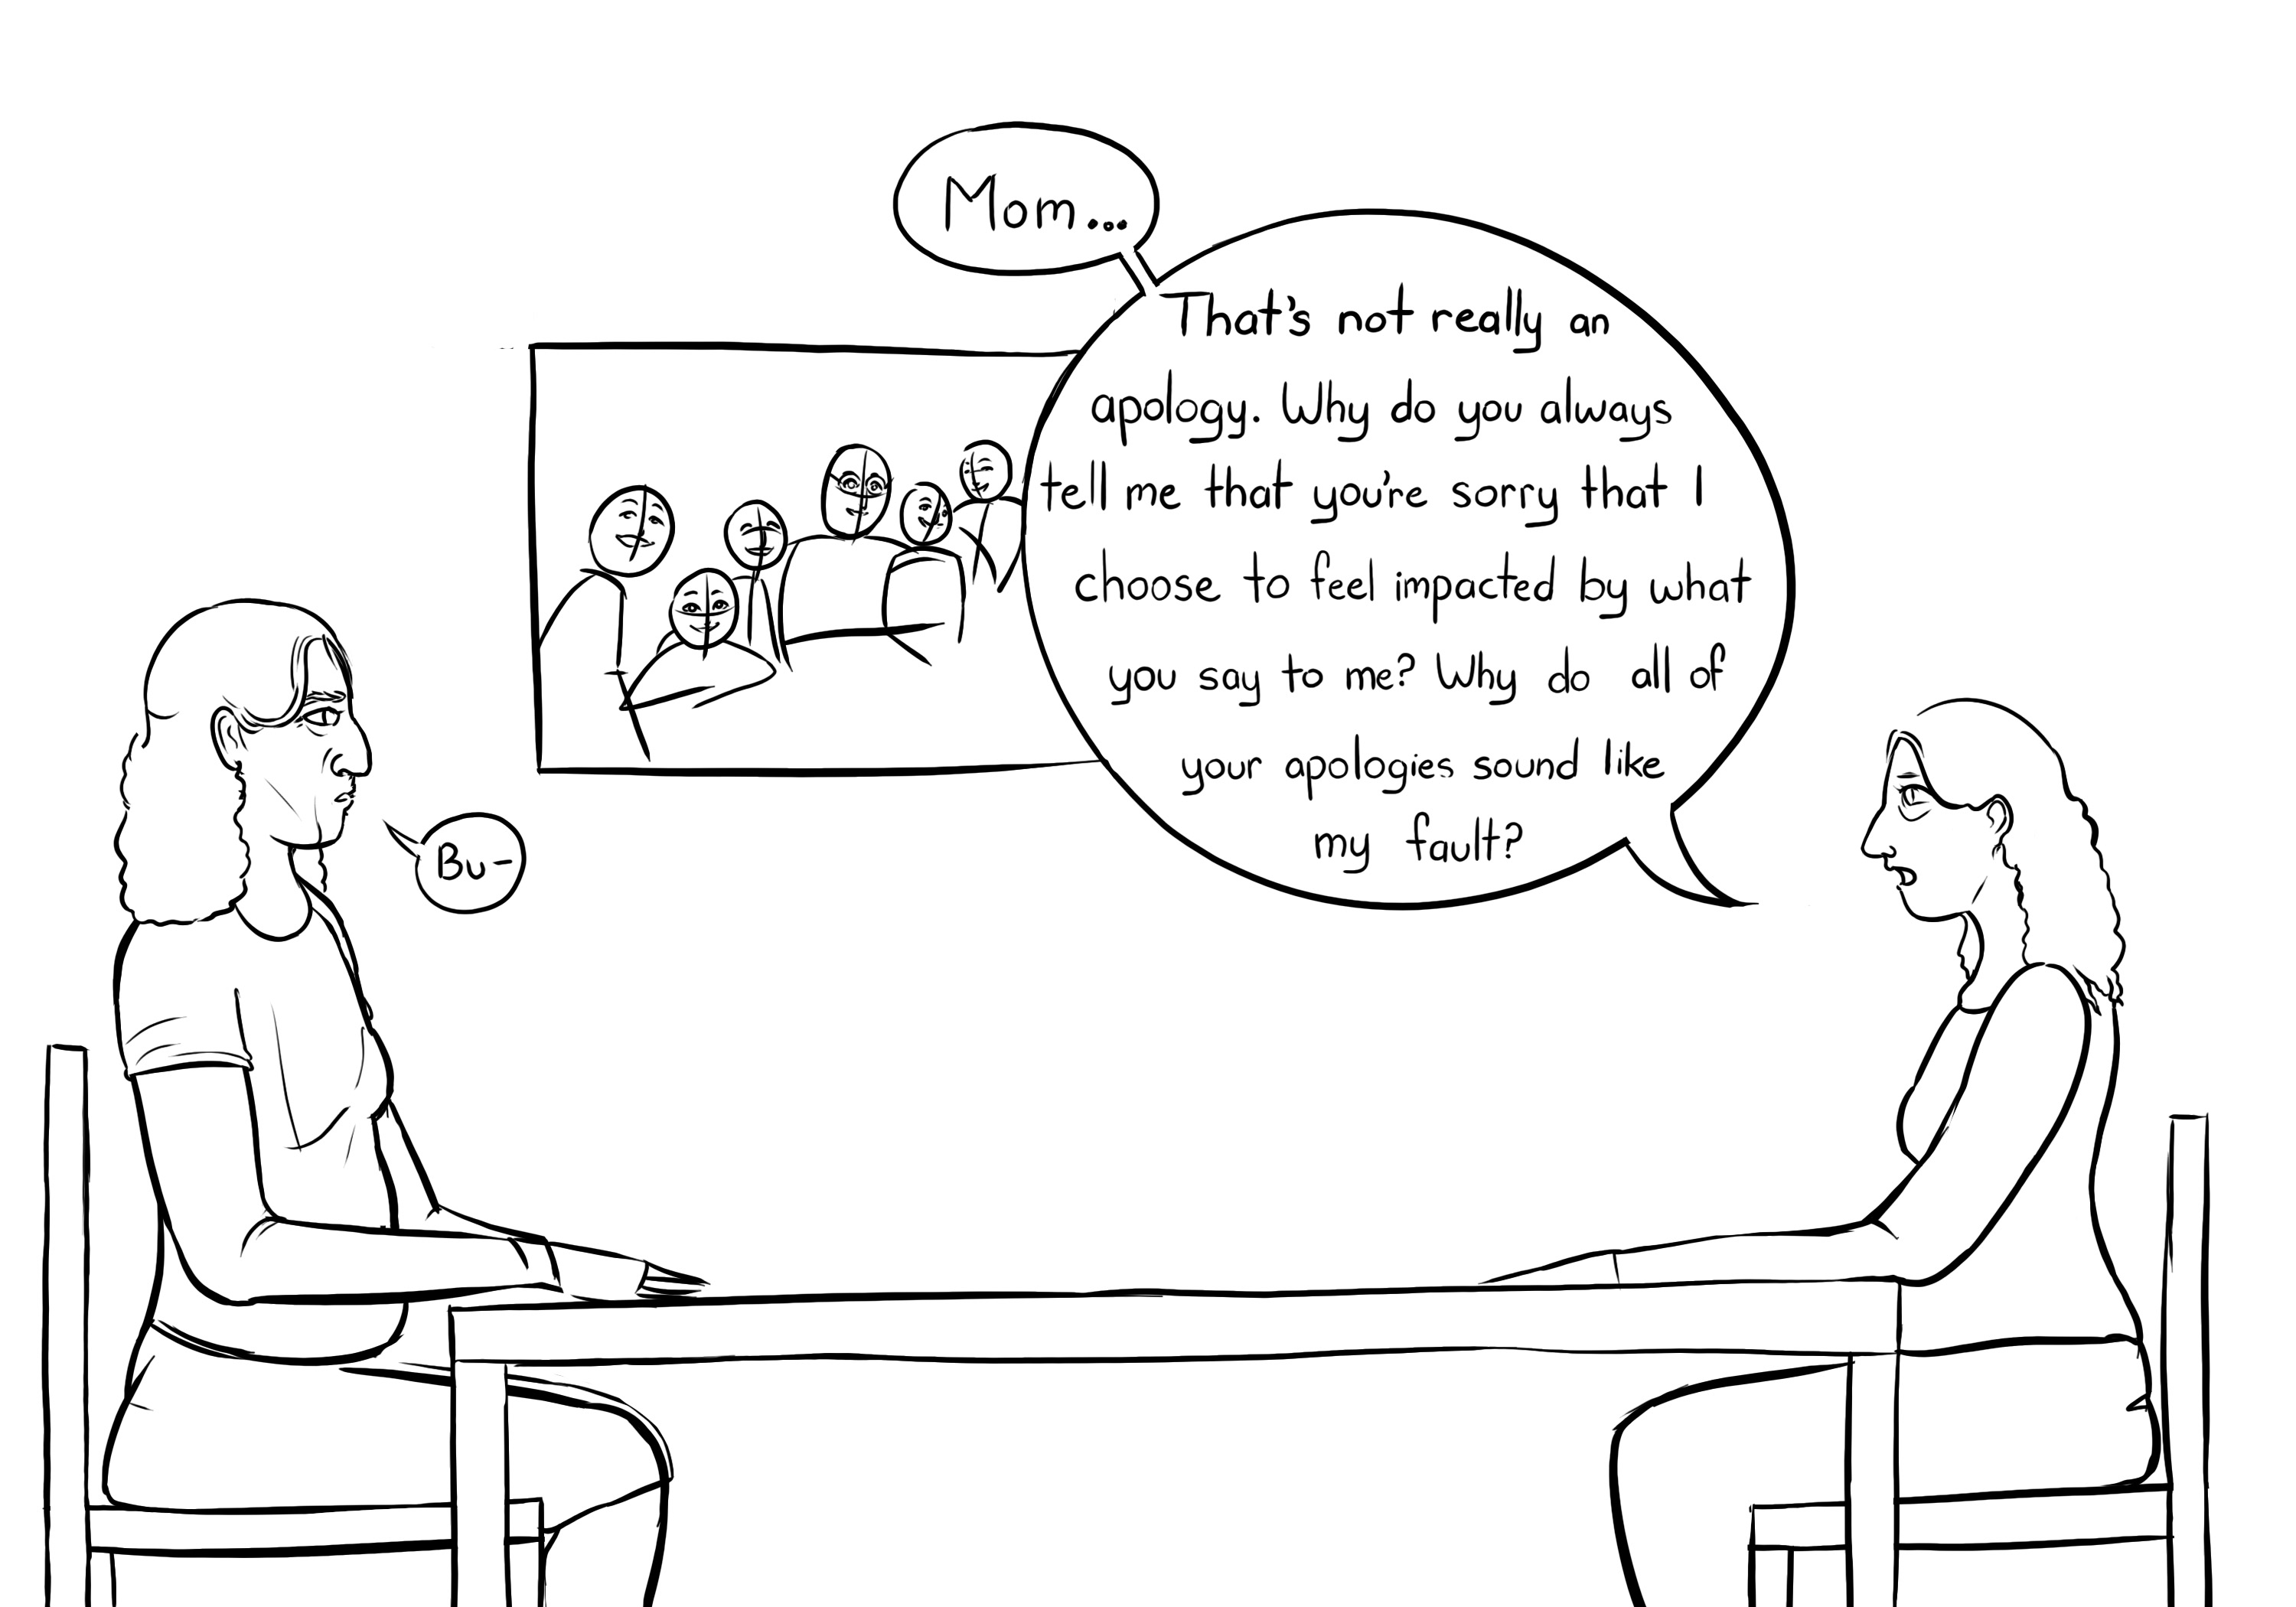 Mom...
That's not really an
apology. Why do you always
tell me that you're sorry that I
choose to feel impacted by what
you say to me? Why do all of
your apologies sound like
my fault?
Bu-